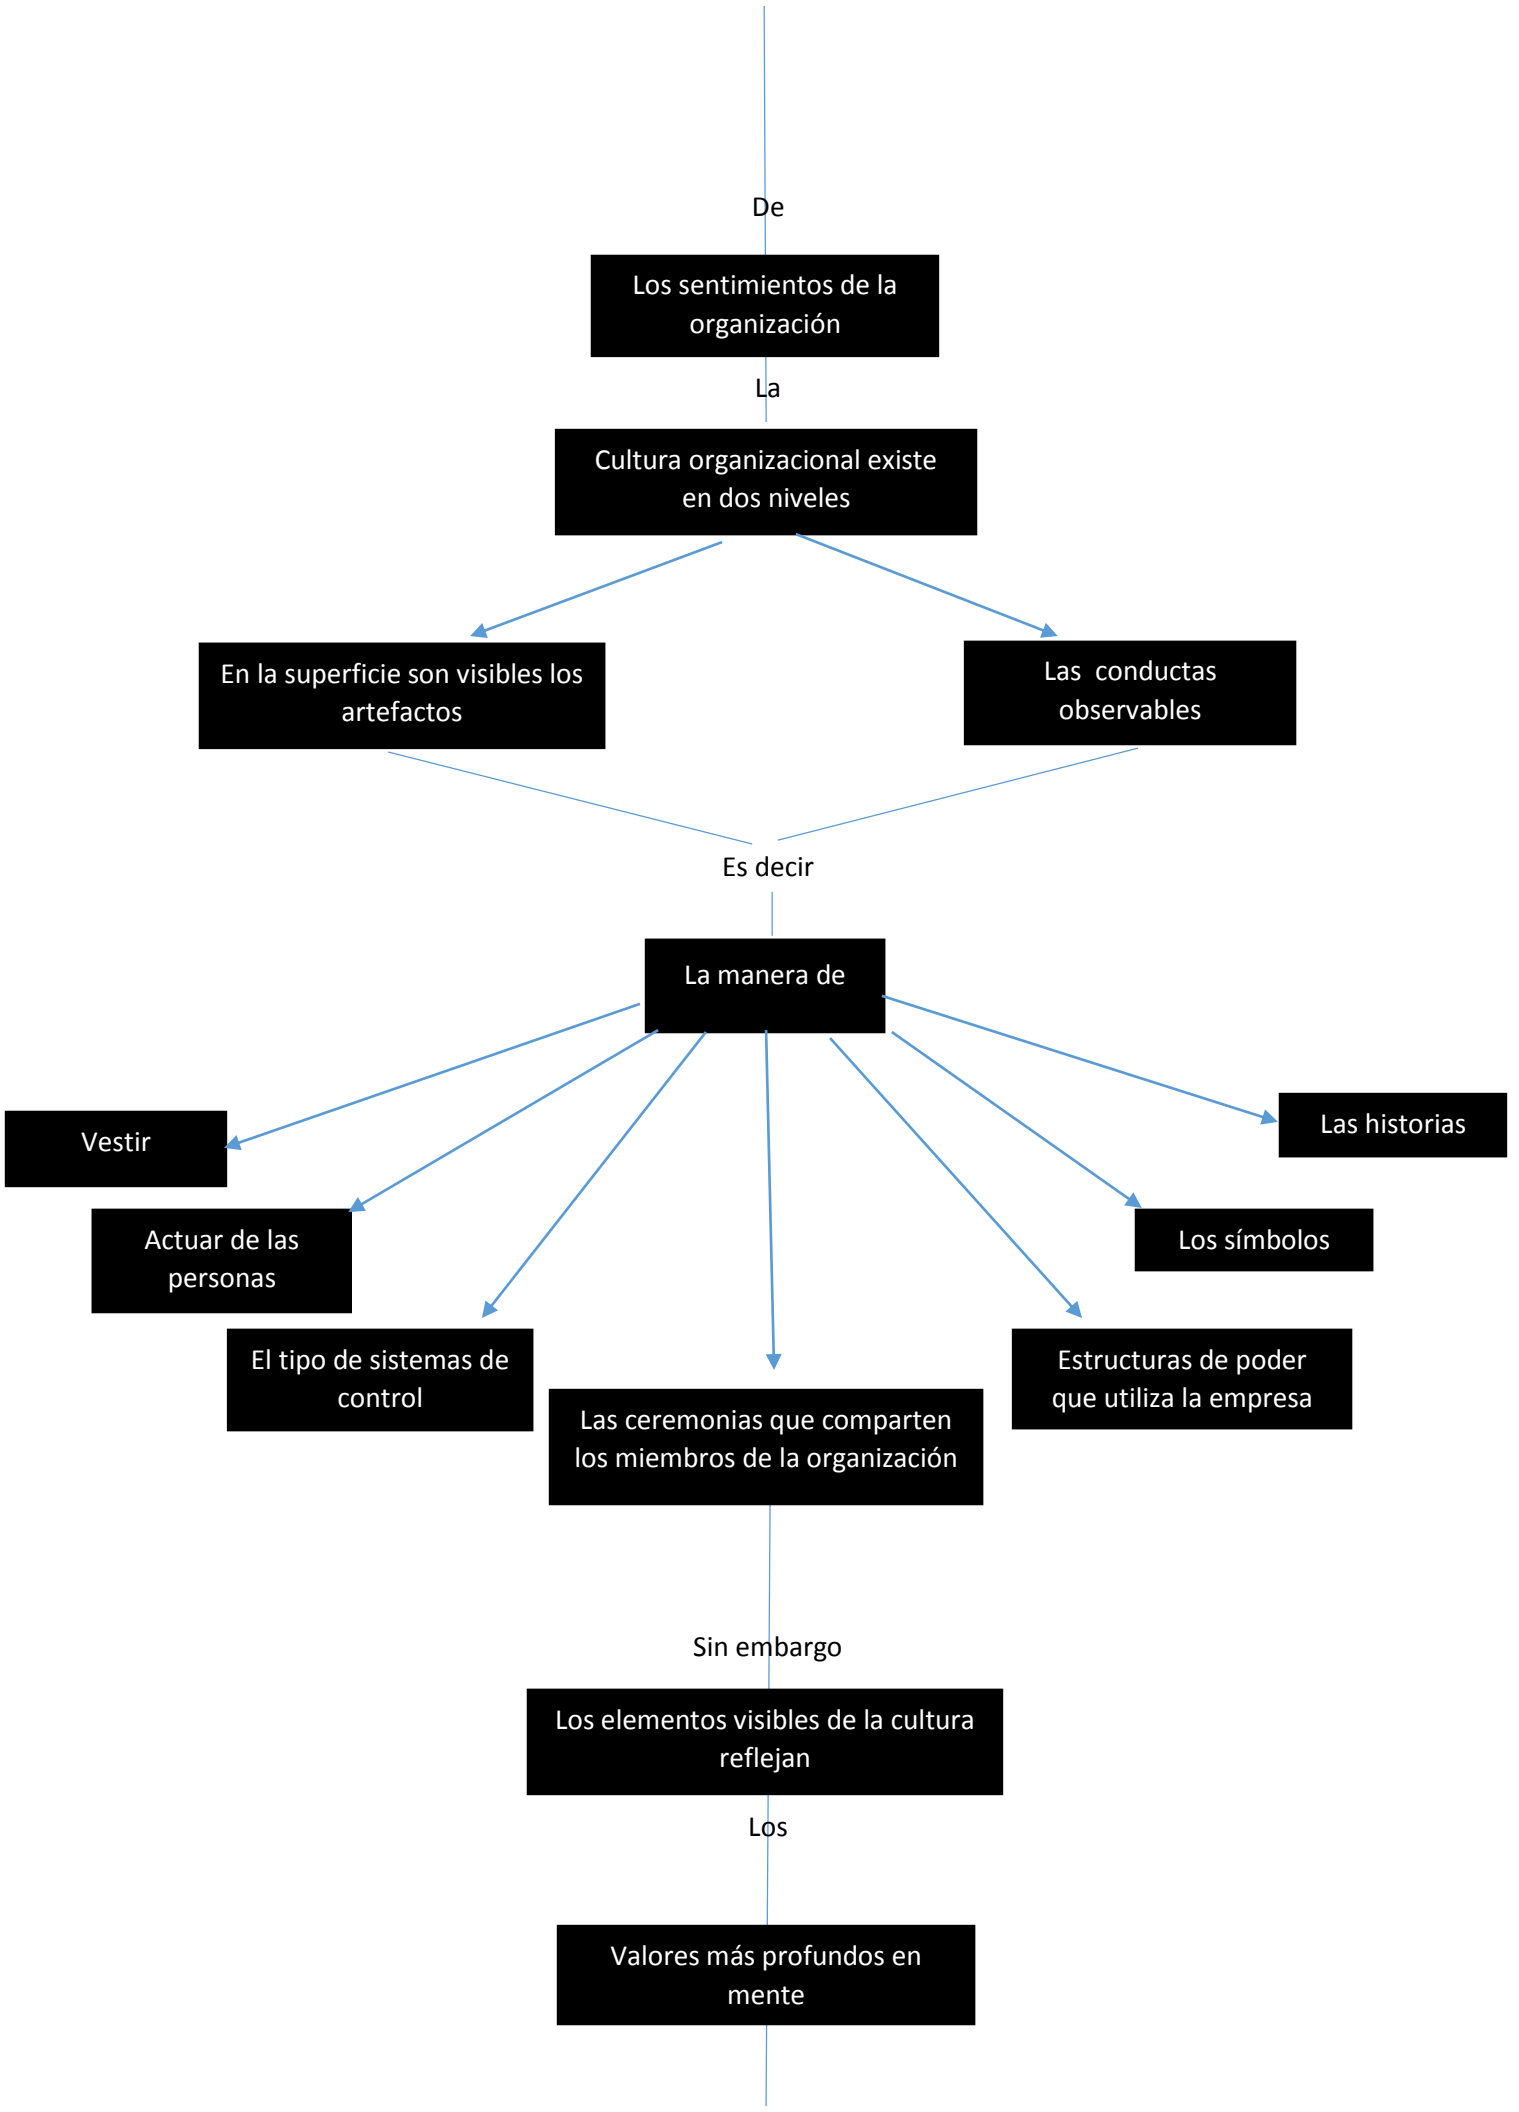 De
Los sentimientos de la
organización
La
Cultura organizacional existe
en dos niveles
En la superficie son visibles los
artefactos
Las  conductas
observables
Es decir
La manera de
Vestir
Las historias
Actuar de las
personas
Los símbolos
El tipo de sistemas de
control
Estructuras de poder
que utiliza la empresa
Las ceremonias que comparten
los miembros de la organización
Sin embargo
Los elementos visibles de la cultura
reflejan
Los
Valores más profundos en
mente